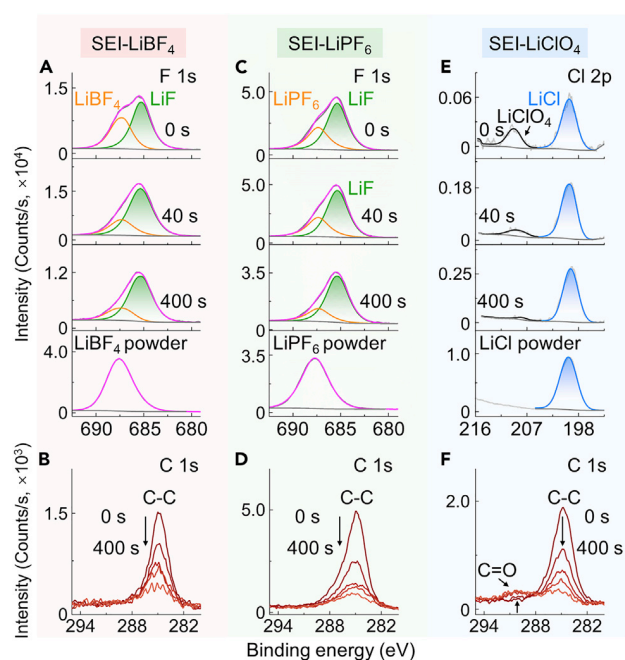 SEI-LiBF₄
SEI-LiPF₆
SEI-LiClO₄
A
F 1s
C
F 1s
E
Cl 2p
1.5
LiBF₄
LiF
0 s
0
5.0
LiPF₆
LiF
0 s
0
0.06
LiCl
LiClO₄
0 s
0
1.5
40 s
0
5.0
LiF
40 s
0
0.18
40 s
0
1.2
400 s
0
3.5
400 s
0
0.25
400 s
0
LiBF₄ powder
4.0
0
LiPF₆ powder
3.5
0
LiCl powder
1.0
0
690 685 680
690 685 680
216 207 198
Intensity (Counts/s, ×10⁴)
B
C 1s
D
C 1s
F
C 1s
C-C
0 s
400 s
1.5
0
C-C
0 s
400 s
5.0
0
C-C
0 s
400 s
C=O
2.0
0
294 288 282
294 288 282
294 288 282
Intensity (Counts/s, ×10³)
Binding energy (eV)